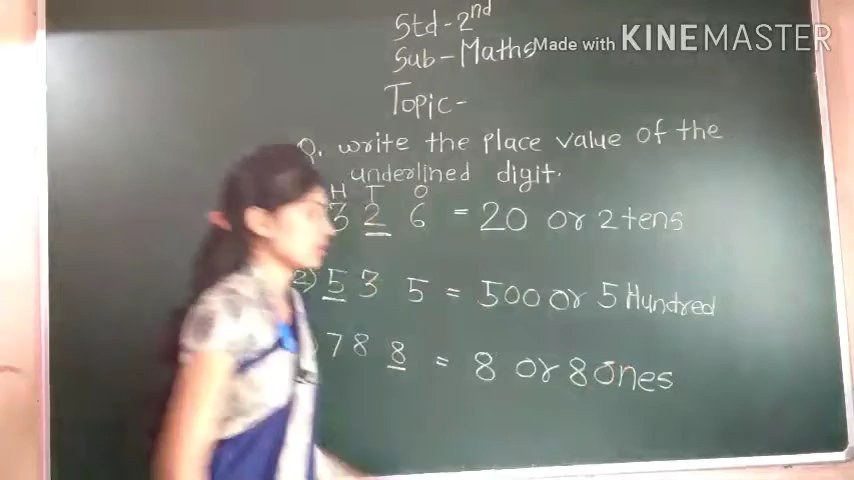 Std - 2nd
Sub - Maths
Made with KINEMASTER
Topic -
Q. write the place value of the
underlined digit.
H T O
3 2 6 = 20 or 2 tens
2) 5 3 5 = 500 or 5 Hundred
7 8 8 = 8 or 8 Ones